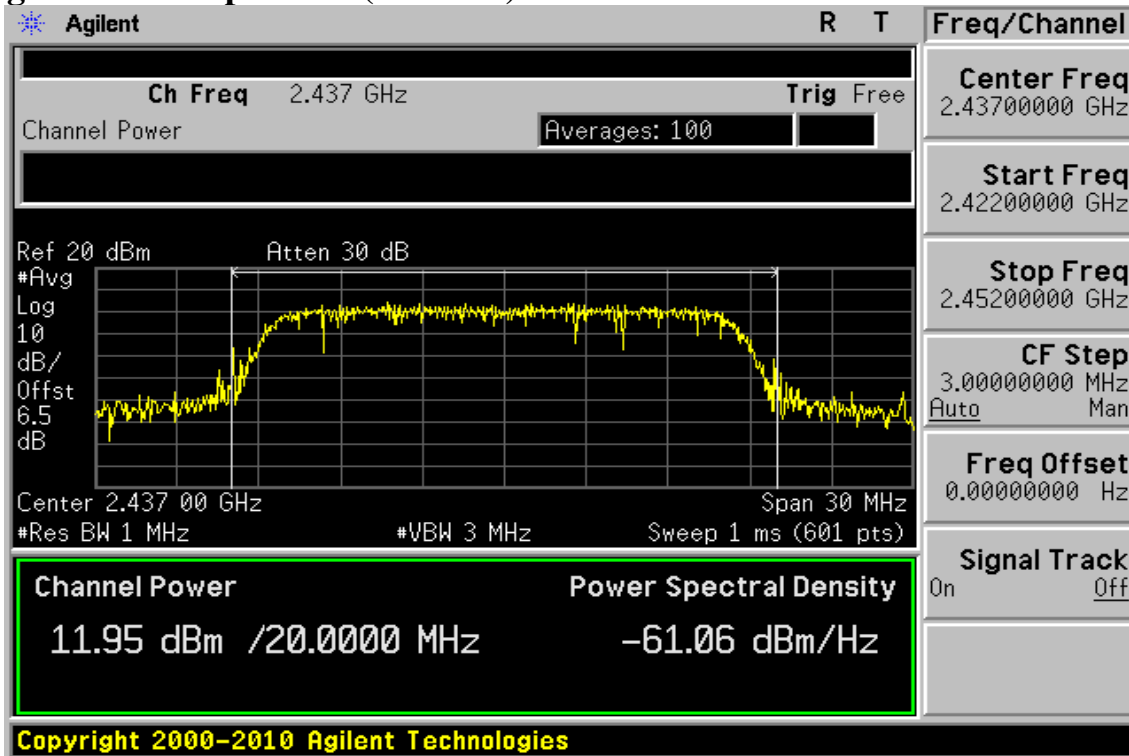 Agilent R T
Freq/Channel
Ch Freq 2.437 GHz Trig Free
Channel Power Averages: 100
Ref 20 dBm Atten 30 dB
#Avg
Log
10
dB/
Offst
6.5
dB
Center 2.437 00 GHz Span 30 MHz
#Res BW 1 MHz #VBW 3 MHz Sweep 1 ms (601 pts)
Channel Power Power Spectral Density
11.95 dBm /20.0000 MHz -61.06 dBm/Hz
Center Freq
2.43700000 GHz
Start Freq
2.42200000 GHz
Stop Freq
2.45200000 GHz
CF Step
3.00000000 MHz
Auto Man
Freq Offset
0.00000000 Hz
Signal Track
On Off
Copyright 2000-2010 Agilent Technologies